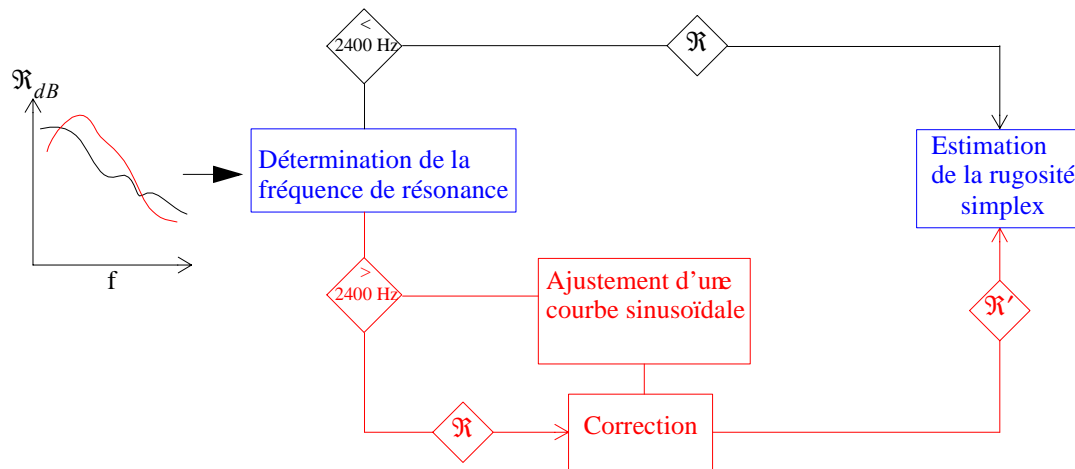 <
2400 Hz
ℜ
ℜdB
Détermination de la
fréquence de résonance
Estimation
de la rugosité
simplex
f
>
2400 Hz
Ajustement d’une
courbe sinusoïdale
ℜ′
ℜ
Correction